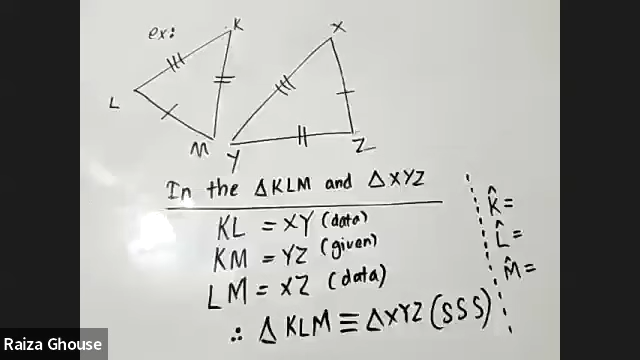 ex:
K
L
M
X
Y
Z
In the ΔKLM and ΔXYZ
KL = XY (data)
KM = YZ (given)
LM = XZ (data)
∴ ΔKLM ≡ ΔXYZ (SSS)
K̂ =
L̂ =
M̂ =
Raiza Ghouse